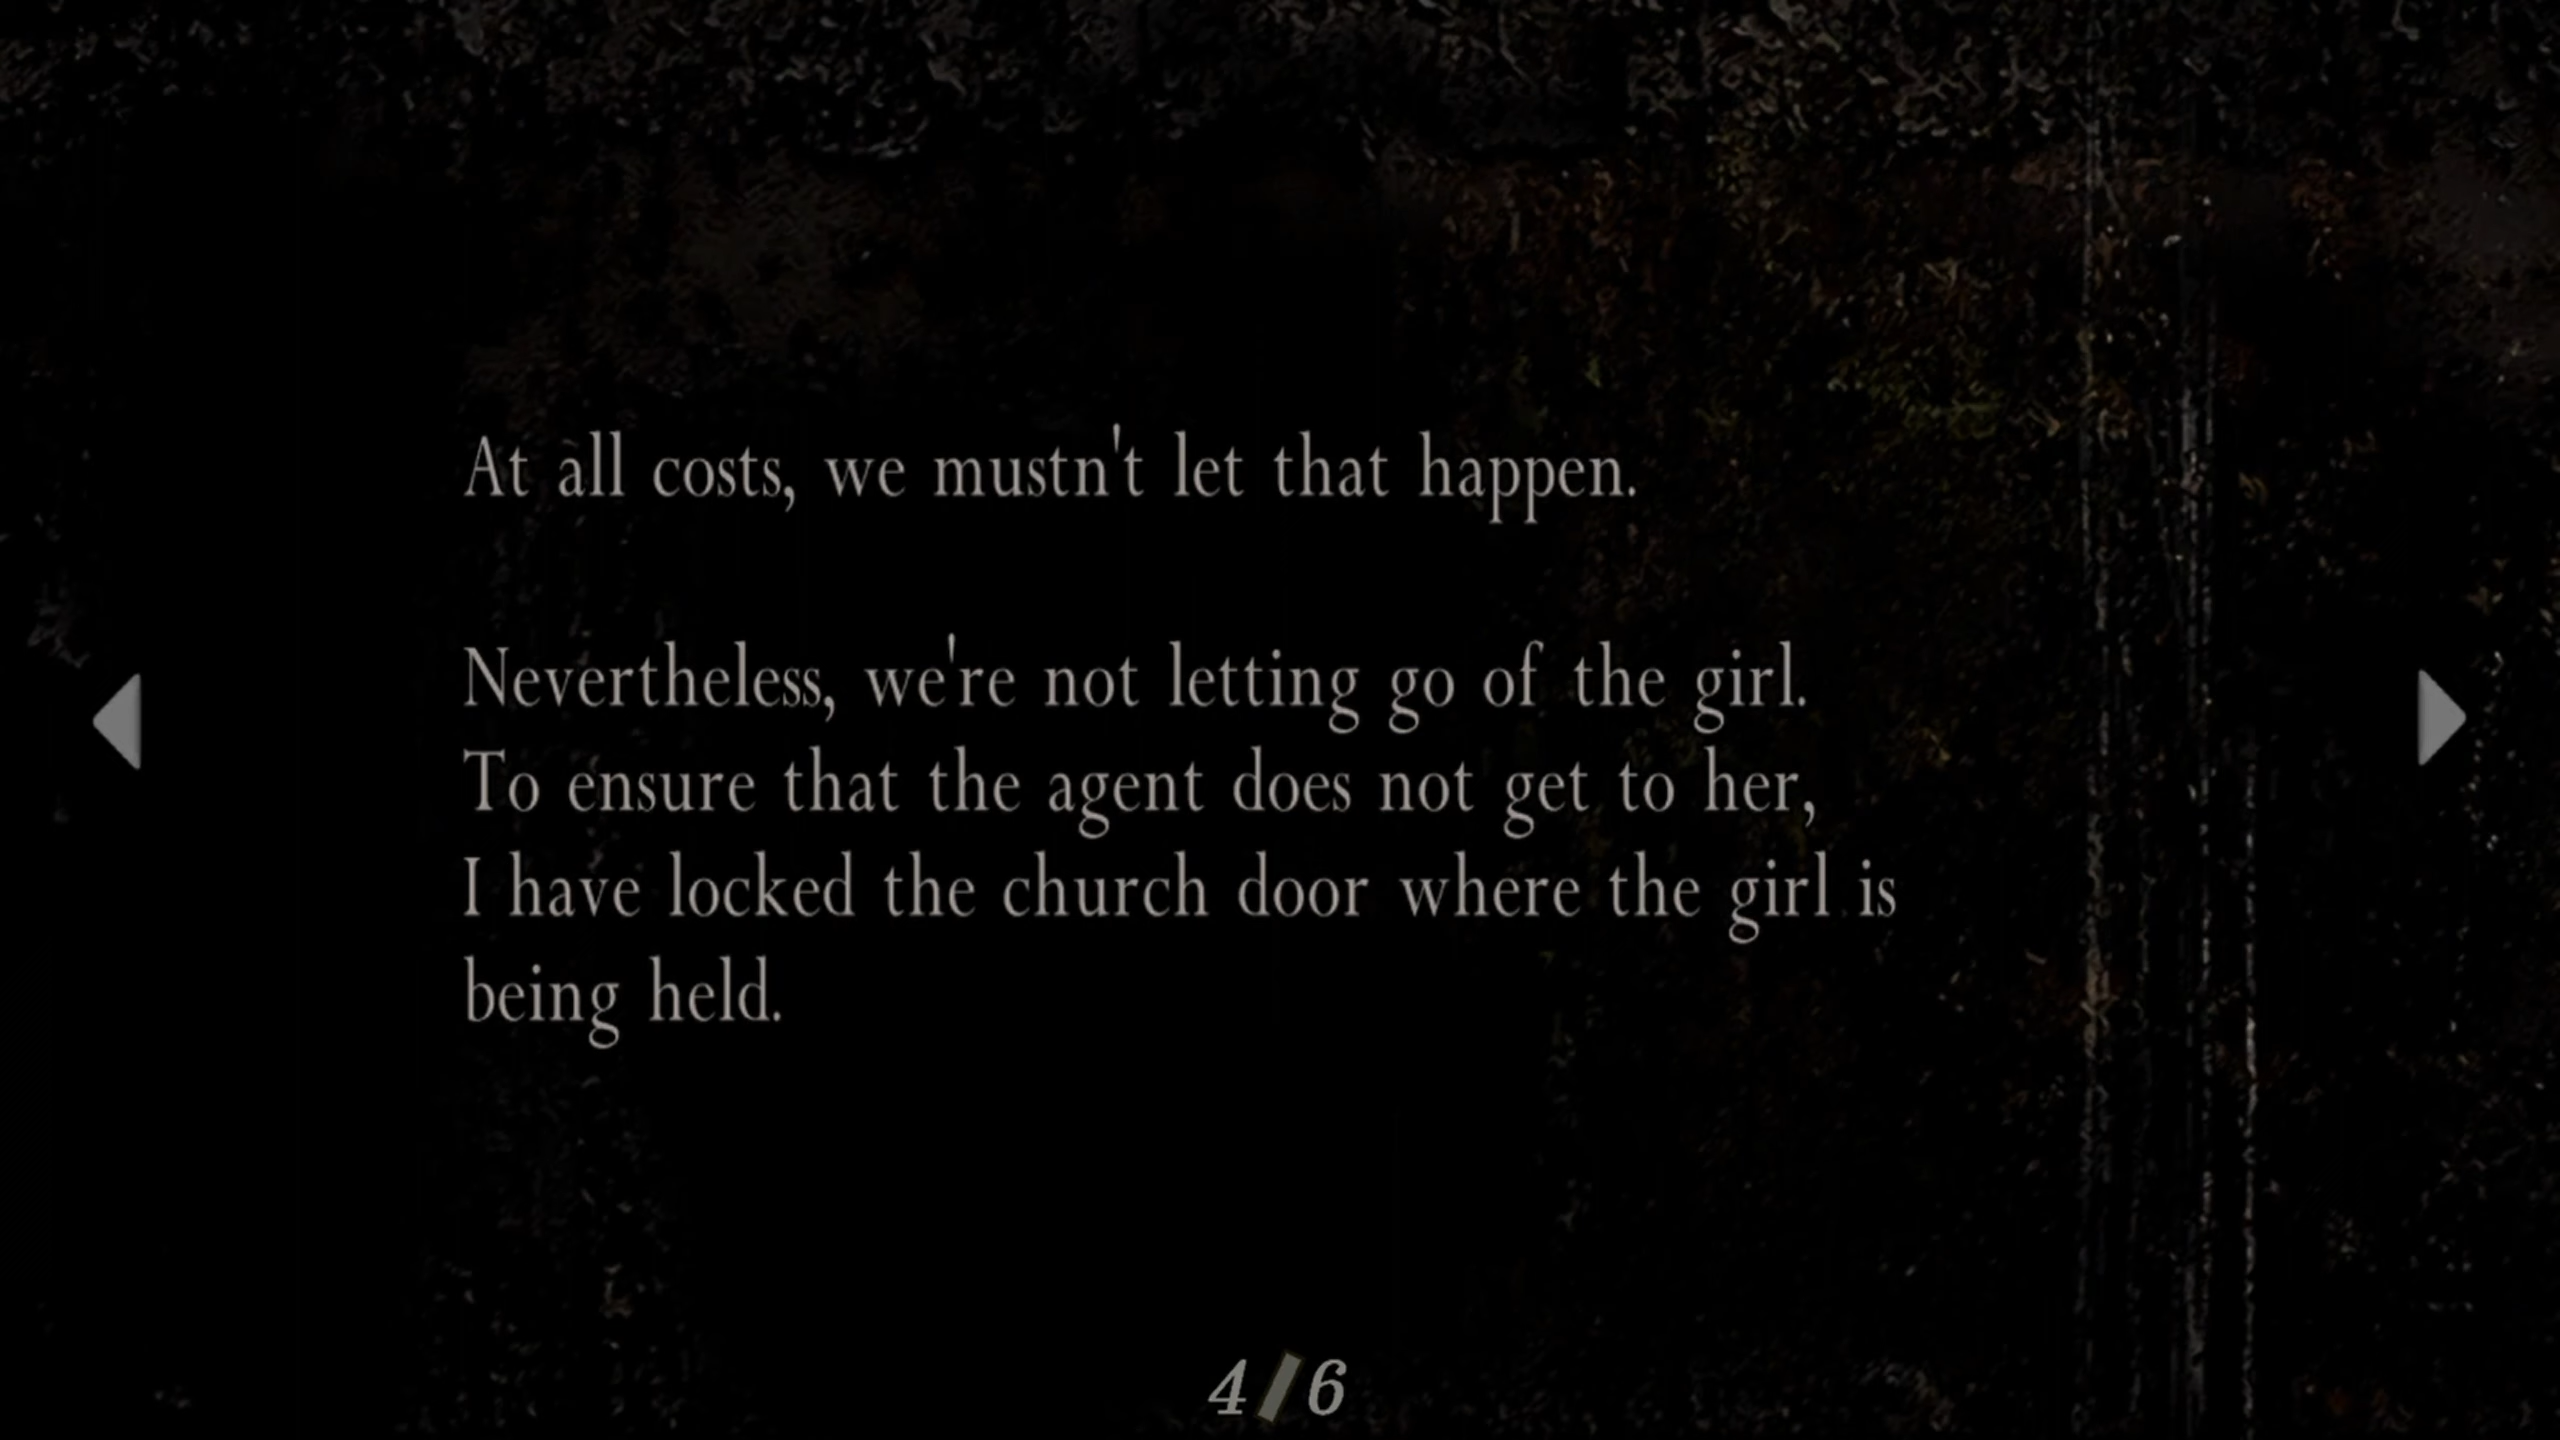 At all costs, we mustn't let that happen.
Nevertheless, we're not letting go of the girl.
To ensure that the agent does not get to her,
I have locked the church door where the girl is
being held.
4/6